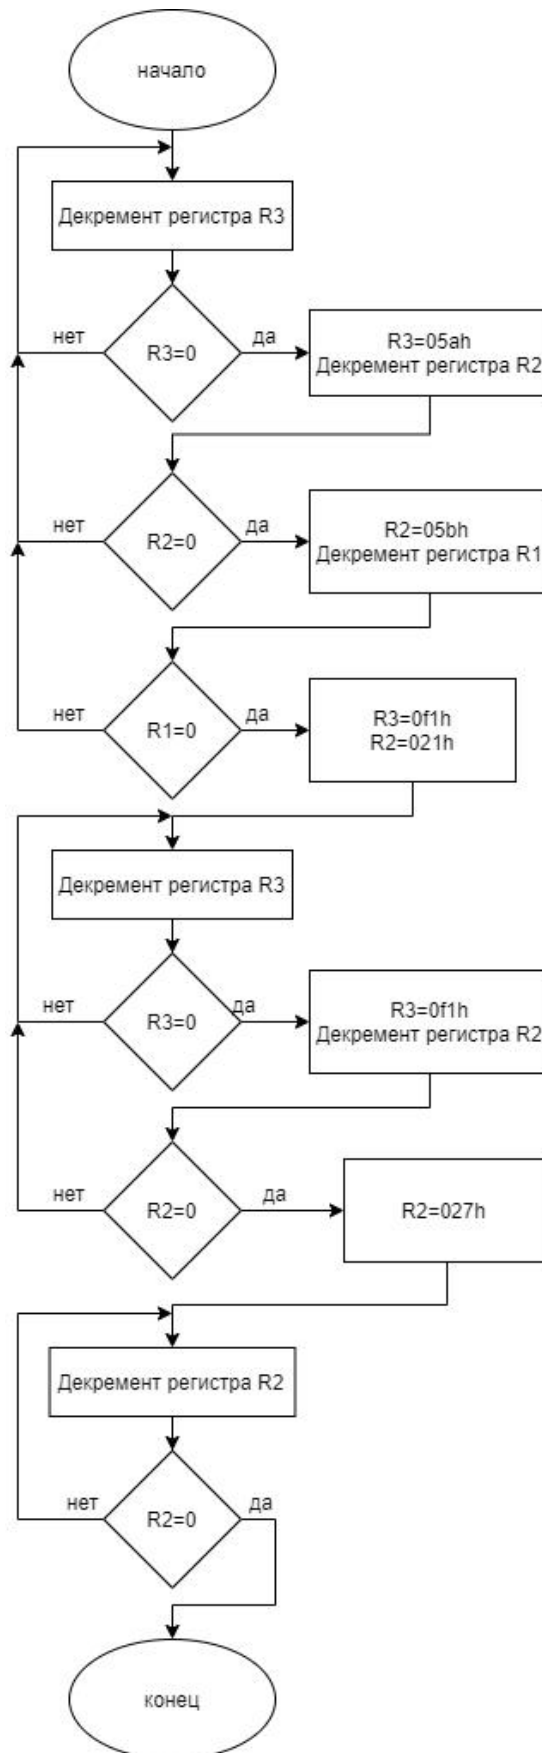 начало
Декремент регистра R3
нет
R3=0
да
R3=05ah
Декремент регистра R2
нет
R2=0
да
R2=05bh
Декремент регистра R1
нет
R1=0
да
R3=0f1h
R2=021h
Декремент регистра R3
нет
R3=0
да
R3=0f1h
Декремент регистра R2
нет
R2=0
да
R2=027h
Декремент регистра R2
нет
R2=0
да
конец